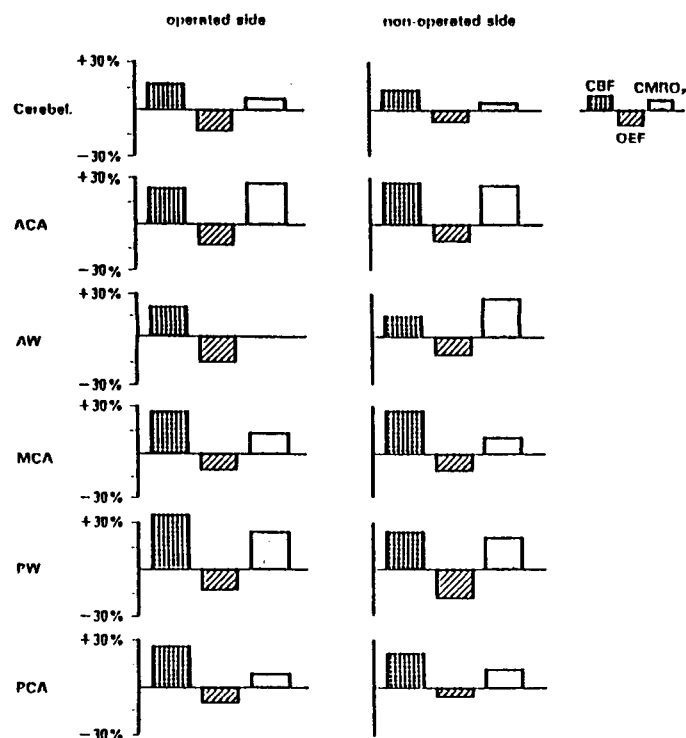 operated side non-operated side
+30%
Cerebel.
−30%
CBF CMRO₂
OEF
+30%
ACA
−30%
+30%
AW
−30%
+30%
MCA
−30%
+30%
PW
−30%
+30%
PCA
−30%